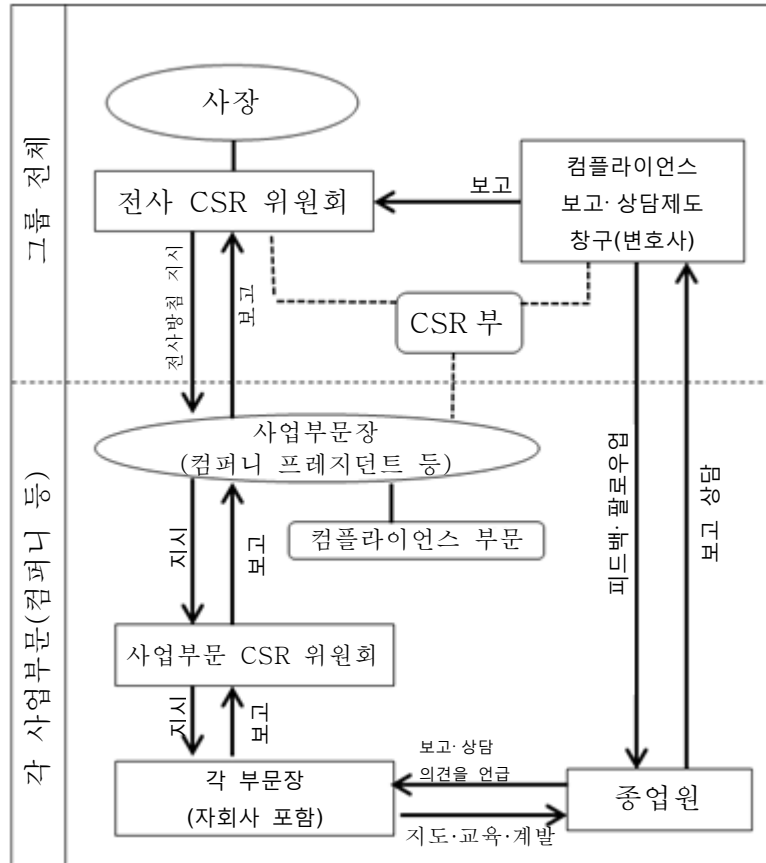 그룹 전체
사장
전사 CSR 위원회
보고
컴플라이언스
보고·상담제도
창구(변호사)
전사방침 지시
보고
CSR 부
각 사업부문(컴퍼니 등)
사업부문장
(컴퍼니 프레지던트 등)
컴플라이언스 부문
지시
보고
피드백·팔로우업
보고 상담
사업부문 CSR 위원회
지시
보고
각 부문장
(자회사 포함)
보고·상담
의견을 언급
지도·교육·계발
종업원